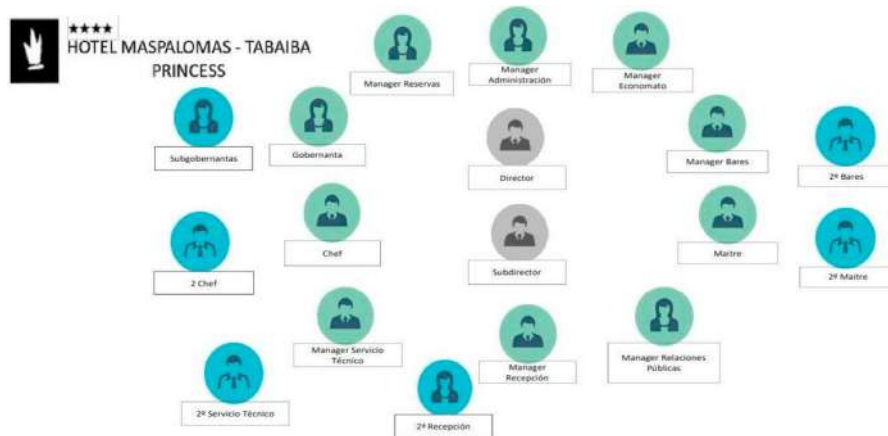 ★★★★
HOTEL MASPALOMAS - TABAIBA
PRINCESS
Manager Reservas
Manager
Administración
Manager
Economato
Subgobernantas
Gobernanta
Director
Manager Bares
2º Bares
2 Chef
Chef
Subdirector
Maitre
2º Maitre
Manager Servicio
Técnico
Manager
Recepción
Manager Relaciones
Públicas
2º Servicio Técnico
2ª Recepción